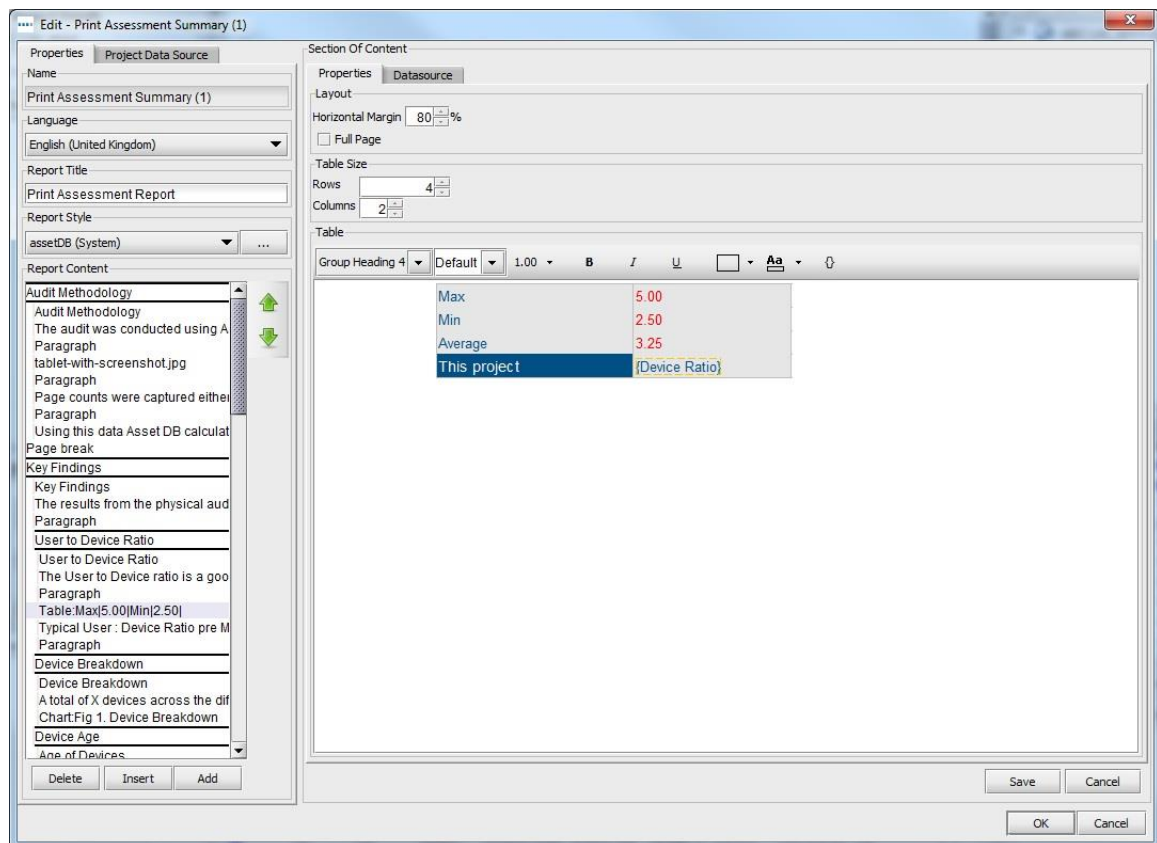 Edit - Print Assessment Summary (1)
Properties
Project Data Source
Name
Print Assessment Summary (1)
Language
English (United Kingdom)
Report Title
Print Assessment Report
Report Style
assetDB (System)
...
Report Content
Audit Methodology
Audit Methodology
The audit was conducted using A
Paragraph
tablet-with-screenshot.jpg
Paragraph
Page counts were captured either
Paragraph
Using this data Asset DB calculat
Page break
Key Findings
Key Findings
The results from the physical aud
Paragraph
User to Device Ratio
User to Device Ratio
The User to Device ratio is a goo
Paragraph
Table:Max|5.00|Min|2.50|
Typical User : Device Ratio pre M
Paragraph
Device Breakdown
Device Breakdown
A total of X devices across the dif
Chart:Fig 1. Device Breakdown
Device Age
Age of Devices
Delete Insert Add
Section Of Content
Properties Datasource
Layout
Horizontal Margin 80 %
Full Page
Table Size
Rows 4
Columns 2
Table
Group Heading 4 Default 1.00 B I U Aa {}
Max 5.00
Min 2.50
Average 3.25
This project {Device Ratio}
Save Cancel
OK Cancel